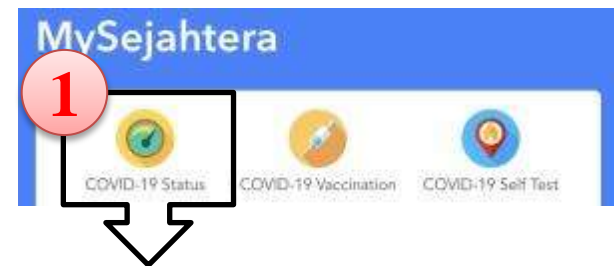 MySejahtera
1
COVID-19 Status COVID-19 Vaccination COVID-19 Self Test